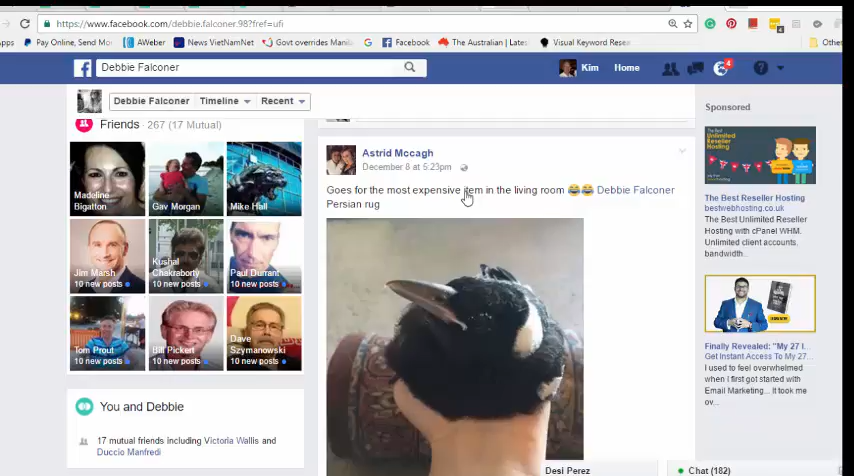 https://www.facebook.com/debbie.falconer.98?fref=ufi
pps Pay Online, Send Mo AWeber News VietNamNet Govt overrides Manila G Facebook The Australian | Lates Visual Keyword Rese Other
Debbie Falconer
Kim Home 4
Debbie Falconer Timeline Recent
Friends · 267 (17 Mutual)
Madeline Bigatton
Gav Morgan
Mike Hall
Jim Marsh
10 new posts
Kushal Chakraborty
10 new posts
Paul Durrant
10 new posts
Tom Prout
10 new posts
Bill Pickert
10 new posts
Dave Szymanowski
10 new posts
You and Debbie
17 mutual friends including Victoria Wallis and
Duccio Manfredi
Astrid Mccagh
December 8 at 5:23pm
Goes for the most expensive item in the living room 😂😂 Debbie Falconer
Persian rug
Sponsored
The Best Reseller Hosting
bestwebhosting.co.uk
The Best Unlimited Reseller
Hosting with cPanel WHM.
Unlimited client accounts,
bandwidth..
Finally Revealed: "My 27 I...
Get Instant Access To My 27...
I used to feel overwhelmed
when I first got started with
Email Marketing... It took me
ov...
Desi Perez
Chat (182)